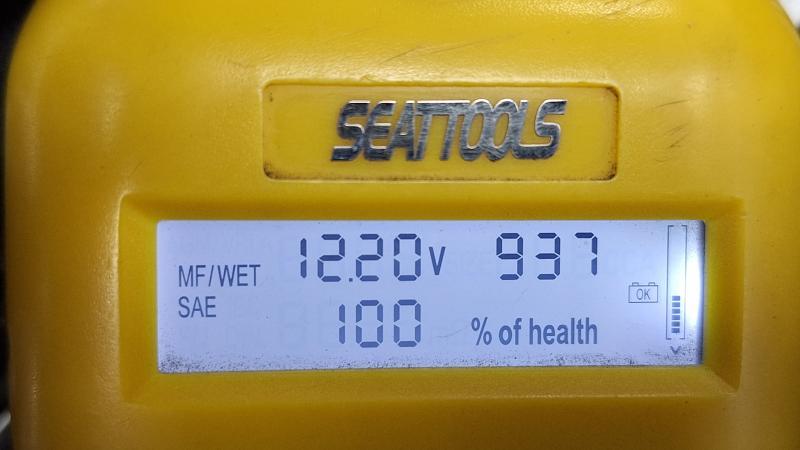 SEATTOOLS
12.20V 937
MF/WET
SAE
OK
100 % of health